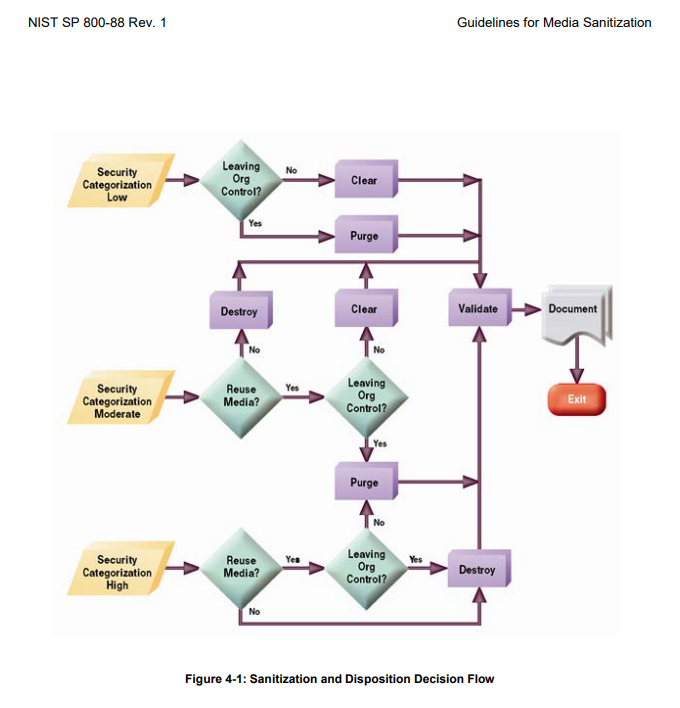 NIST SP 800-88 Rev. 1
Guidelines for Media Sanitization
Security
Categorization
Low
Leaving
Org
Control?
No
Clear
Yes
Purge
Destroy
Clear
Validate
Document
No
No
Security
Categorization
Moderate
Reuse
Media?
Yes
Leaving
Org
Control?
Exit
Yes
Purge
No
Security
Categorization
High
Reuse
Media?
Yes
Leaving
Org
Control?
Yes
Destroy
No
Figure 4-1: Sanitization and Disposition Decision Flow